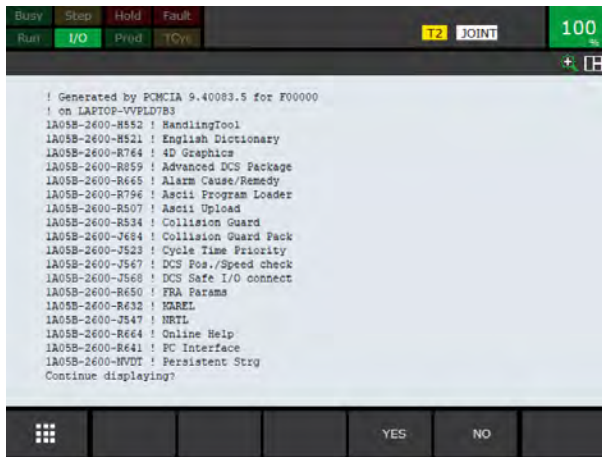 Busy Step Hold Fault
Run I/O Prod TCyc
T2 JOINT
100
%
! Generated by PCMCIA 9.40083.5 for F00000
! on LAPTOP-VVPLD7B3
1A05B-2600-H552 ! HandlingTool
1A05B-2600-H521 ! English Dictionary
1A05B-2600-R764 ! 4D Graphics
1A05B-2600-R859 ! Advanced DCS Package
1A05B-2600-R665 ! Alarm Cause/Remedy
1A05B-2600-R796 ! Ascii Program Loader
1A05B-2600-R507 ! Ascii Upload
1A05B-2600-R534 ! Collision Guard
1A05B-2600-J684 ! Collision Guard Pack
1A05B-2600-J523 ! Cycle Time Priority
1A05B-2600-J567 ! DCS Pos./Speed check
1A05B-2600-J568 ! DCS Safe I/O connect
1A05B-2600-R650 ! FRA Params
1A05B-2600-R632 ! KAREL
1A05B-2600-J547 ! NRTL
1A05B-2600-R664 ! Online Help
1A05B-2600-R641 ! PC Interface
1A05B-2600-NVDT ! Persistent Strg
Continue displaying?
YES NO